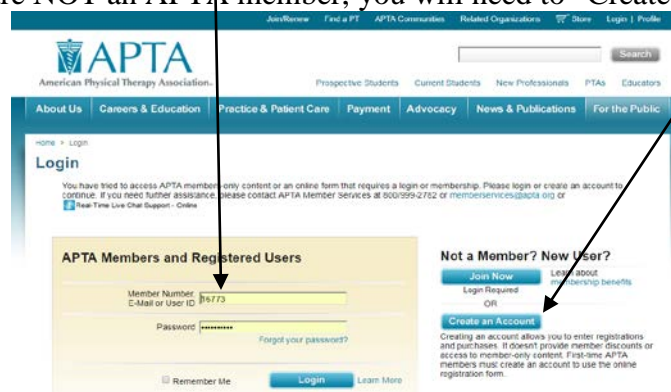 re NOT an APTA member, you will need to "Create
Join/Renew Find a PT APTA Communities Related Organizations Store Login | Profile
APTA
American Physical Therapy Association.
Search
Prospective Students Current Students New Professionals PTAs Educators
About Us Careers & Education Practice & Patient Care Payment Advocacy News & Publications For the Public
Home > Login
Login
You have tried to access APTA members-only content or an online form that requires a login or membership. Please login or create an account to
continue. If you need further assistance, please contact APTA Member Services at 800/999-2782 or memberservices@apta.org or
Real-Time Live Chat Support - Online
APTA Members and Registered Users
Member Number,
E-Mail or User ID 16773
Password
Forgot your password?
Remember Me Login Learn More
Not a Member? New User?
Join Now Learn about
membership benefits
Login Required
OR
Create an Account
Creating an account allows you to enter registrations
and purchases. It doesn't provide member discounts or
access to member-only content. First-time APTA
members must create an account to use the online
registration form.